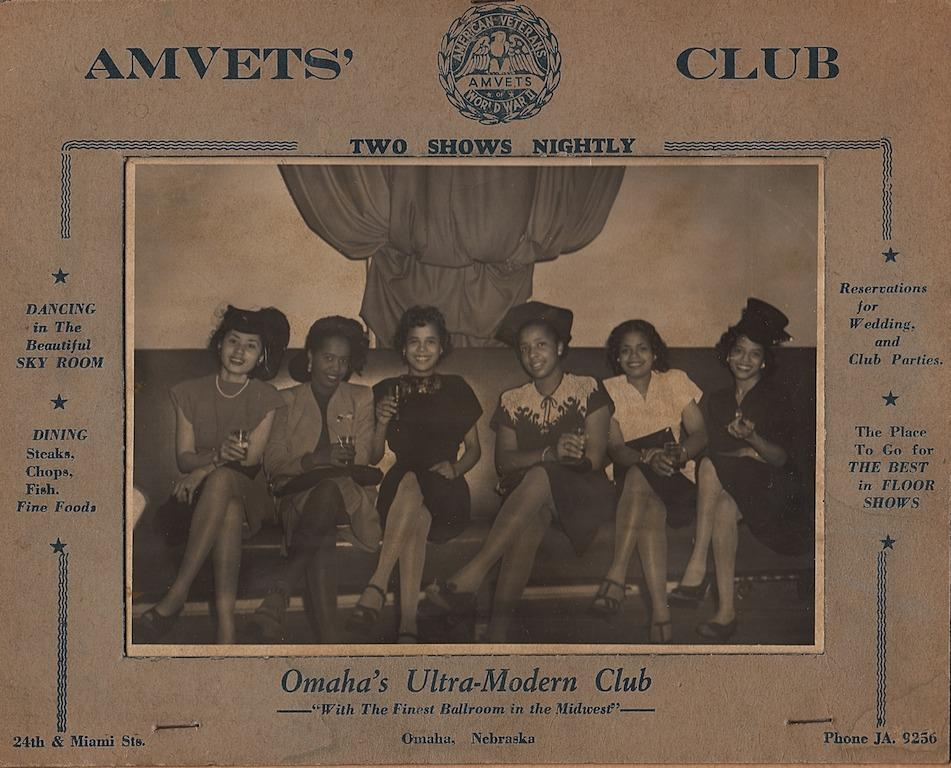 AMVETS' CLUB
AMERICAN VETERANS
AMVETS
OF
WORLD WAR II
TWO SHOWS NIGHTLY
DANCING
in The
Beautiful
SKY ROOM
DINING
Steaks,
Chops,
Fish.
Fine Foods
Reservations
for
Wedding,
and
Club Parties.
The Place
To Go for
THE BEST
in FLOOR
SHOWS
Omaha's Ultra-Modern Club
"With The Finest Ballroom in the Midwest"
24th & Miami Sts.
Omaha, Nebraska
Phone JA. 9256